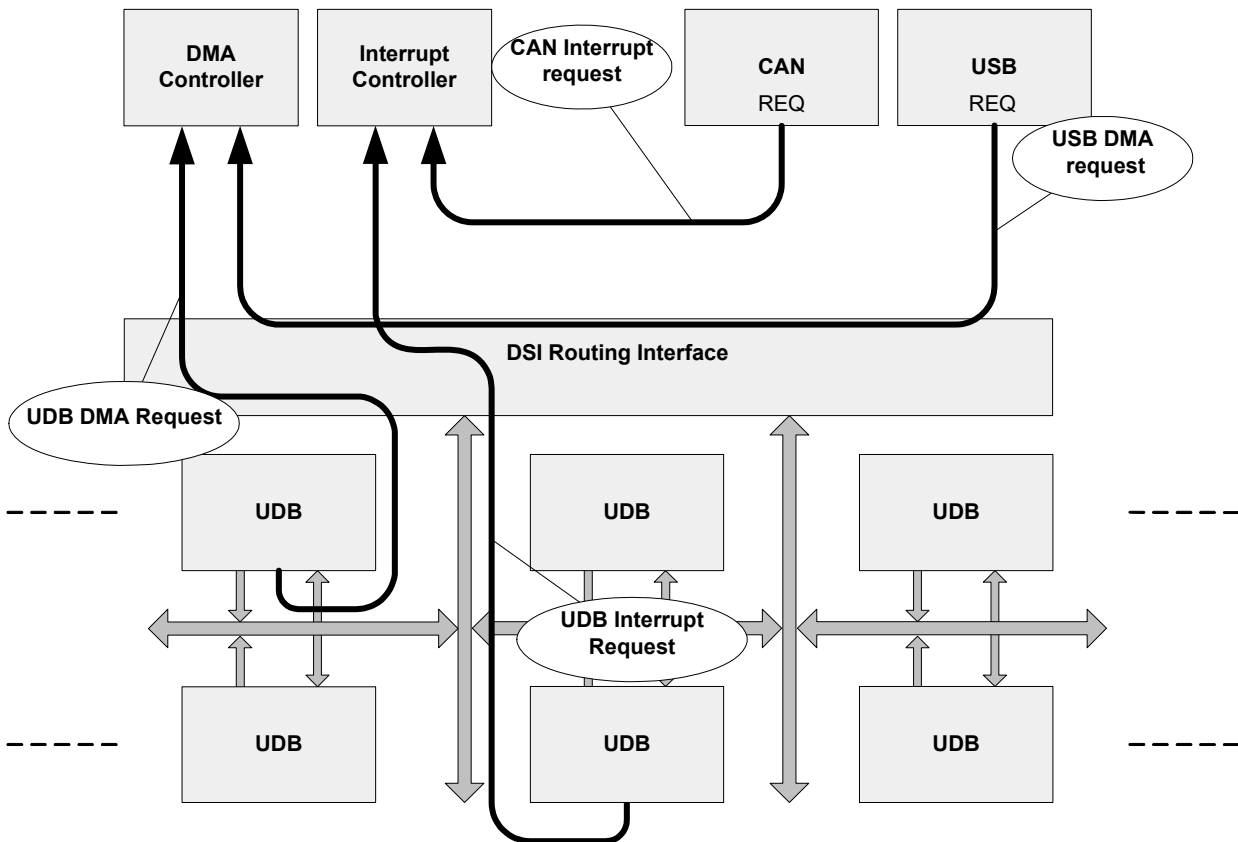 DMA
Controller
Interrupt
Controller
CAN Interrupt
request
CAN
REQ
USB
REQ
USB DMA
request
DSI Routing Interface
UDB DMA Request
UDB
UDB
UDB
UDB Interrupt
Request
UDB
UDB
UDB